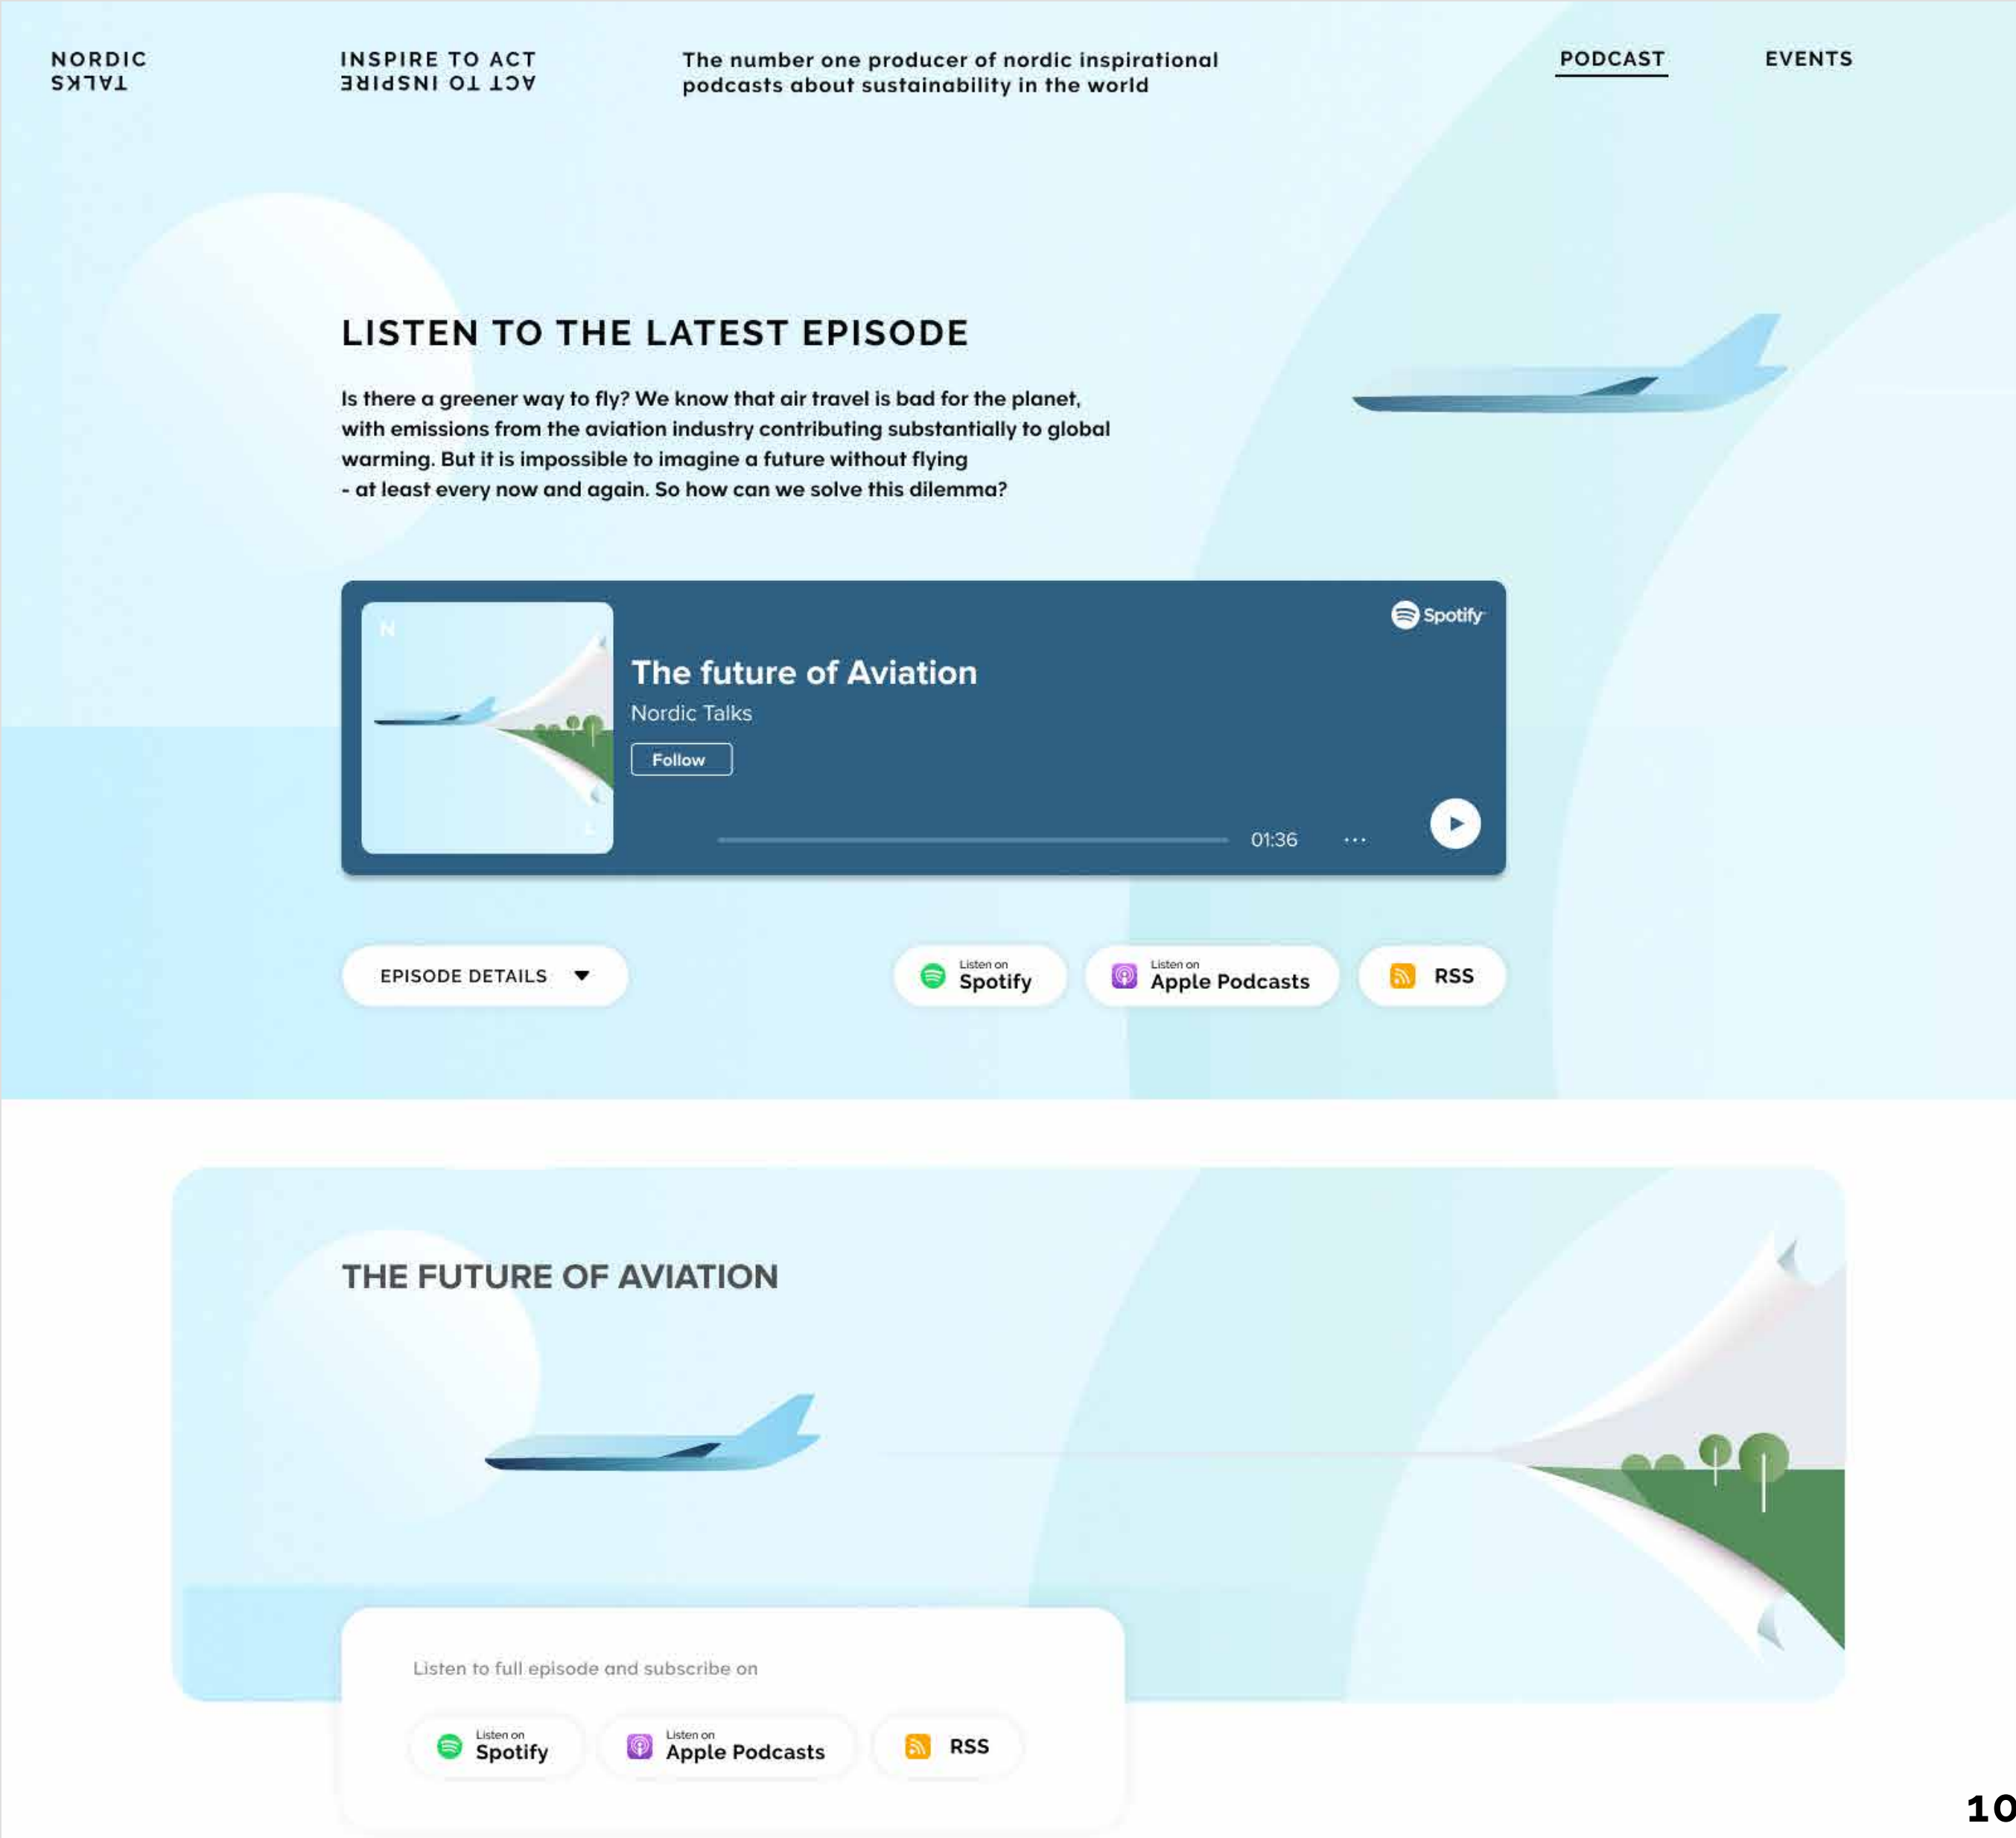 NORDIC
TALKS
INSPIRE TO ACT
ACT TO INSPIRE
The number one producer of nordic inspirational
podcasts about sustainability in the world
PODCAST
EVENTS
LISTEN TO THE LATEST EPISODE
Is there a greener way to fly? We know that air travel is bad for the planet,
with emissions from the aviation industry contributing substantially to global
warming. But it is impossible to imagine a future without flying
- at least every now and again. So how can we solve this dilemma?
N
Spotify
The future of Aviation
Nordic Talks
Follow
01:36
...
EPISODE DETAILS
Listen on
Spotify
Listen on
Apple Podcasts
RSS
THE FUTURE OF AVIATION
Listen to full episode and subscribe on
Listen on
Spotify
Listen on
Apple Podcasts
RSS
10